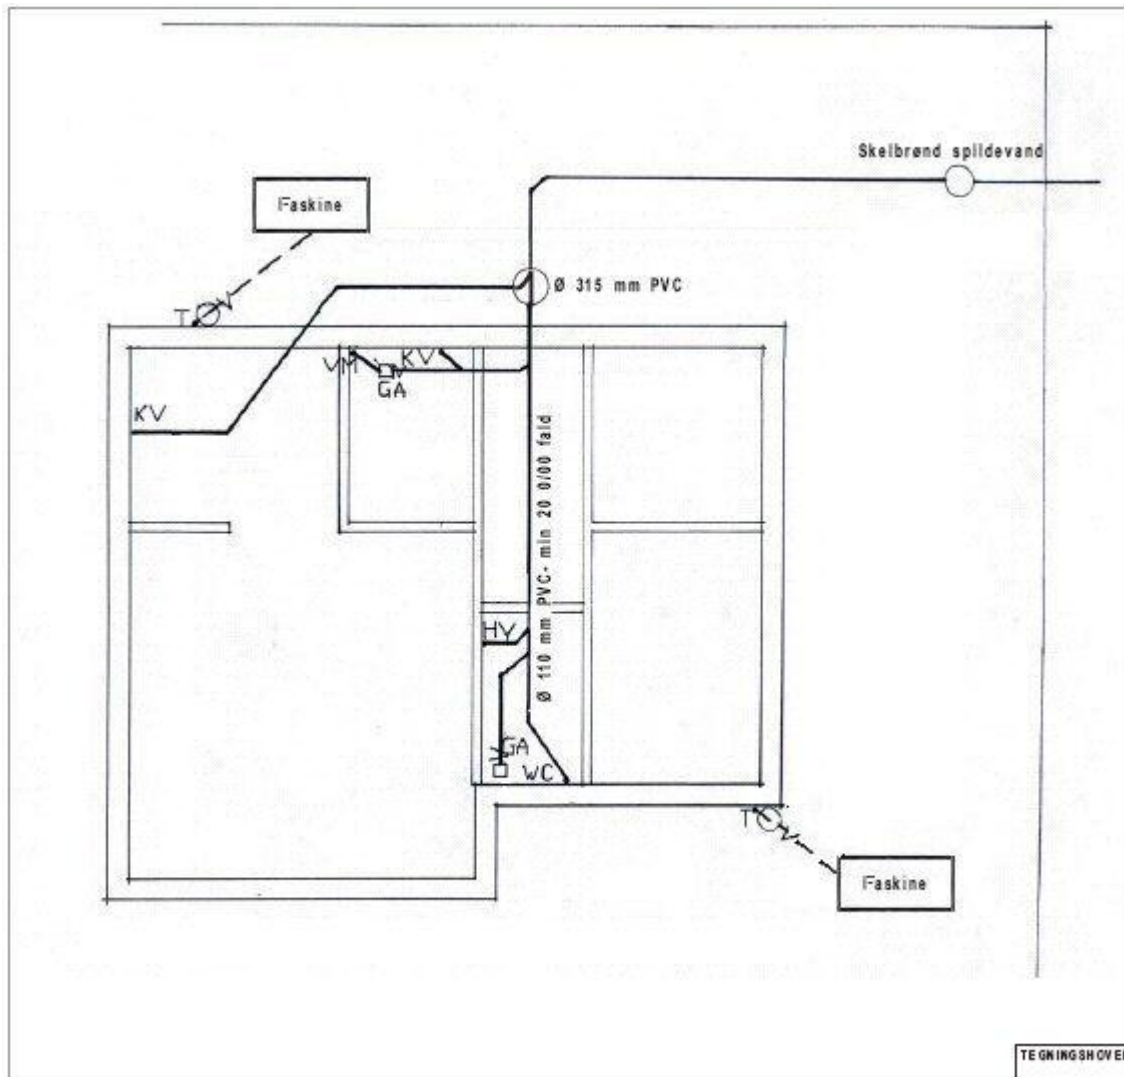 Skelbrønd spildevand
Faskine
Ø 315 mm PVC
T
VM
KV
GA
KV
Ø 110 mm PVC- min 20 0/00 fald
HV
GA
WC
T
Faskine
TEGNINGSHOVE